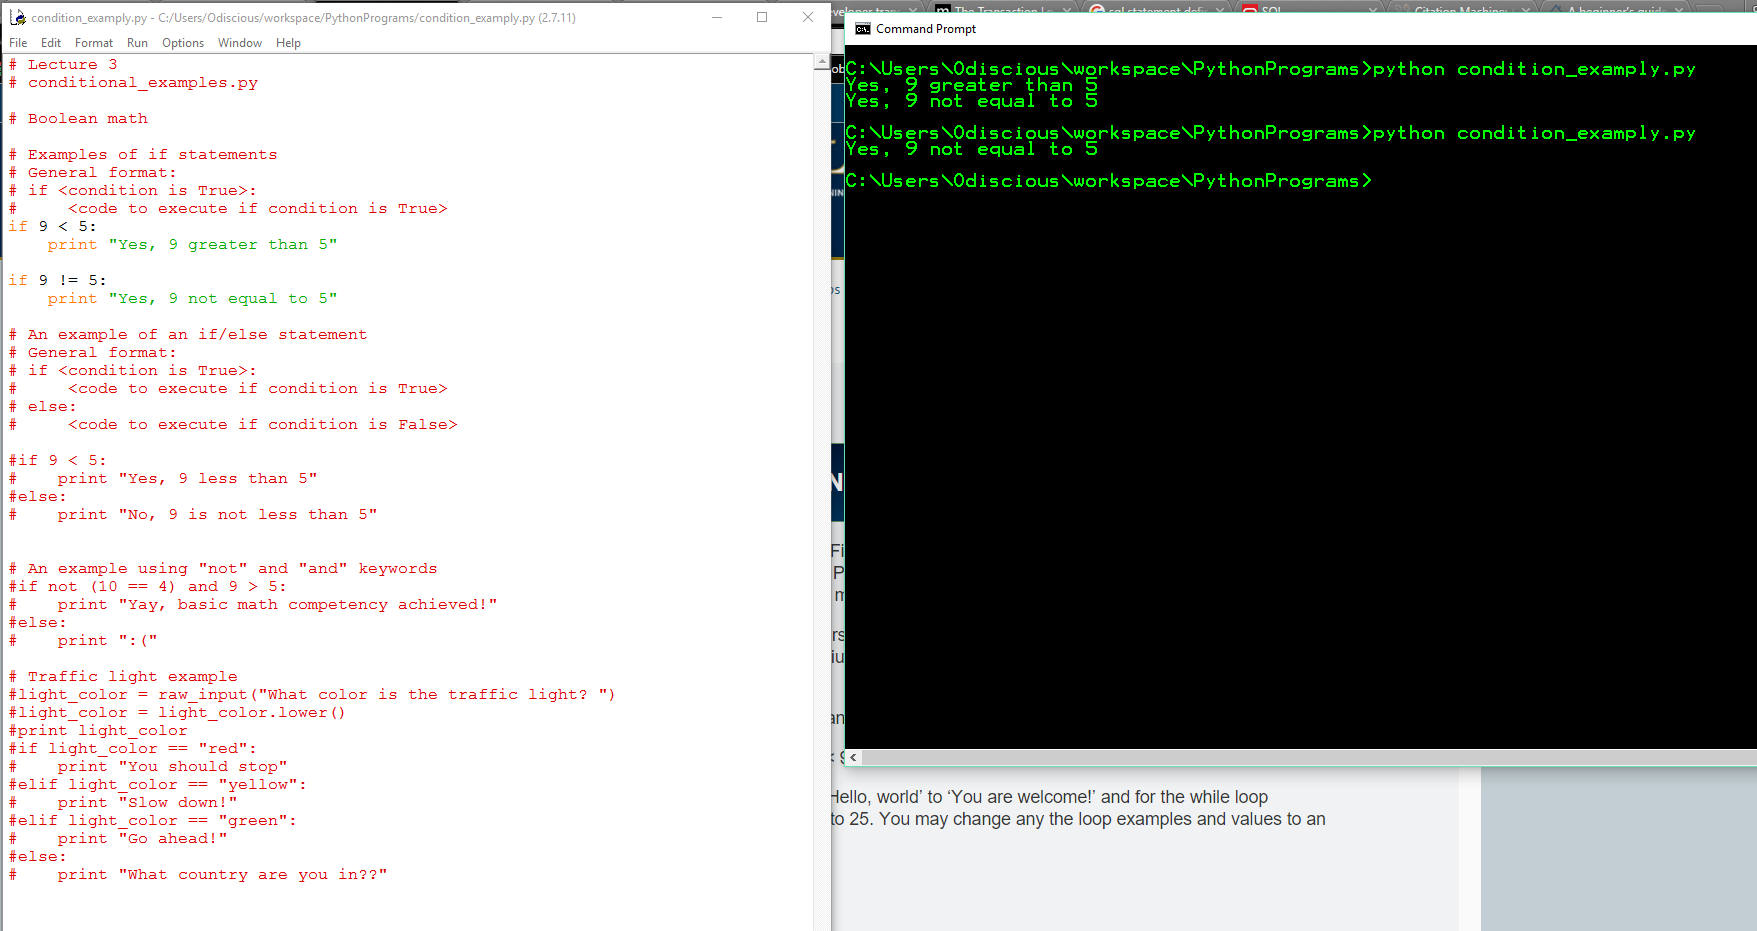 condition_examply.py - C:/Users/Odiscious/workspace/PythonPrograms/condition_examply.py (2.7.11)
File Edit Format Run Options Window Help
# Lecture 3
# conditional_examples.py

# Boolean math

# Examples of if statements
# General format:
# if <condition is True>:
#     <code to execute if condition is True>
if 9 < 5:
    print "Yes, 9 greater than 5"

if 9 != 5:
    print "Yes, 9 not equal to 5"

# An example of an if/else statement
# General format:
# if <condition is True>:
#     <code to execute if condition is True>
# else:
#     <code to execute if condition is False>

#if 9 < 5:
#    print "Yes, 9 less than 5"
#else:
#    print "No, 9 is not less than 5"

# An example using "not" and "and" keywords
#if not (10 == 4) and 9 > 5:
#    print "Yay, basic math competency achieved!"
#else:
#    print ":("

# Traffic light example
#light_color = raw_input("What color is the traffic light? ")
#light_color = light_color.lower()
#print light_color
#if light_color == "red":
#    print "You should stop"
#elif light_color == "yellow":
#    print "Slow down!"
#elif light_color == "green":
#    print "Go ahead!"
#else:
#    print "What country are you in??"
The Transaction
SQL
Citation Machine
A beginner's guid
Command Prompt
C:\Users\Odiscious\workspace\PythonPrograms>python condition_examply.py
Yes, 9 greater than 5
Yes, 9 not equal to 5

C:\Users\Odiscious\workspace\PythonPrograms>python condition_examply.py
Yes, 9 not equal to 5

C:\Users\Odiscious\workspace\PythonPrograms>
Hello, world’ to ‘You are welcome!’ and for the while loop
to 25. You may change any the loop examples and values to an